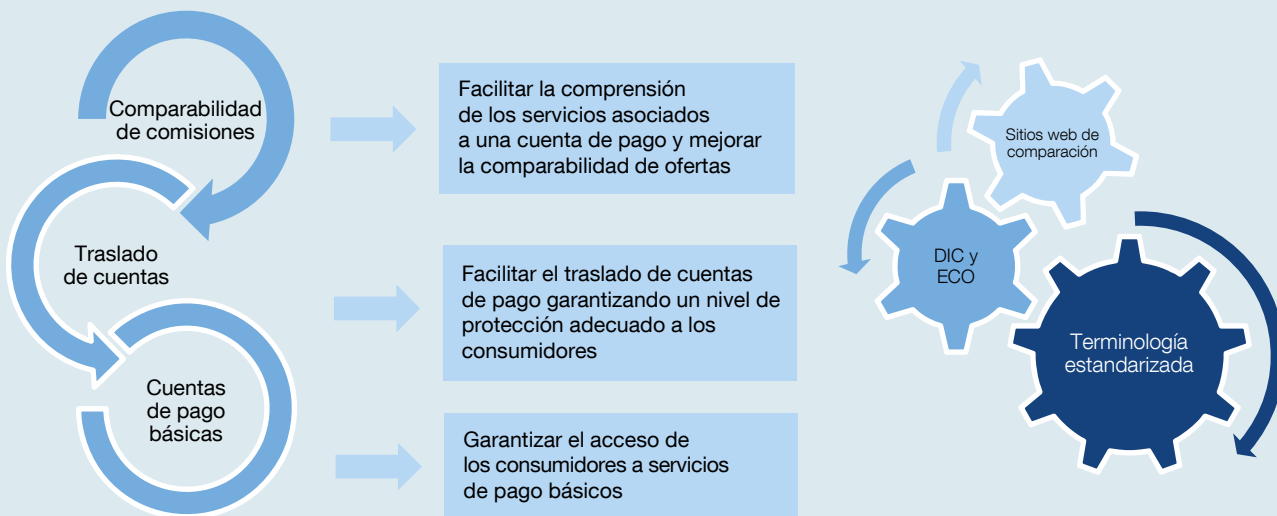 Comparabilidad
de comisiones
Facilitar la comprensión
de los servicios asociados
a una cuenta de pago y mejorar
la comparabilidad de ofertas
Traslado
de cuentas
Facilitar el traslado de cuentas
de pago garantizando un nivel de
protección adecuado a los
consumidores
Cuentas
de pago
básicas
Garantizar el acceso de
los consumidores a servicios
de pago básicos
Sitios web de
comparación
DIC y
ECO
Terminología
estandarizada